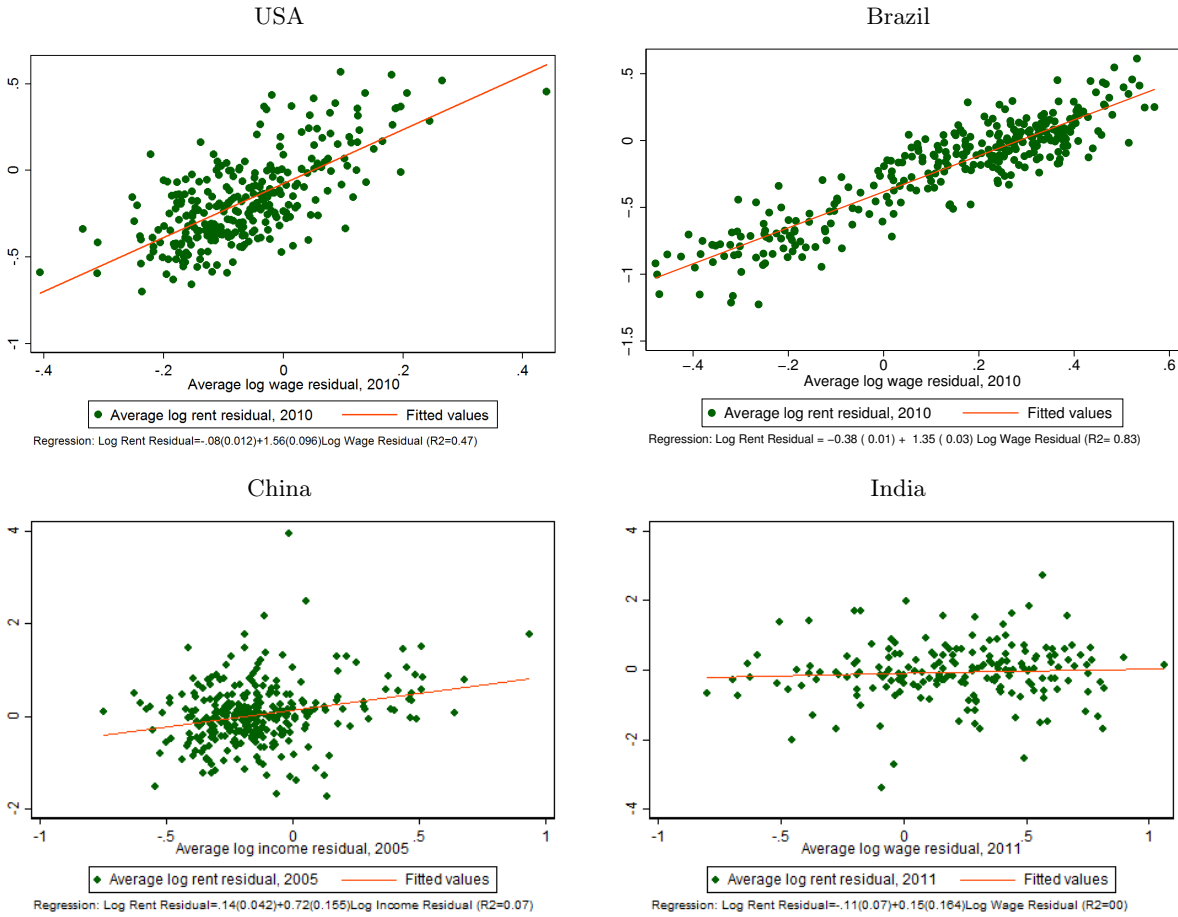 USA
.5
0
-.5
-1
-.4
-.2
0
.2
.4
Average log wage residual, 2010
Average log rent residual, 2010 Fitted values
Regression: Log Rent Residual=-.08(0.012)+1.56(0.096)Log Wage Residual (R2=0.47)
Brazil
.5
0
−.5
−1
−1.5
−.4
−.2
0
.2
.4
.6
Average log wage residual, 2010
Average log rent residual, 2010 Fitted values
Regression: Log Rent Residual = −0.38 ( 0.01) + 1.35 ( 0.03) Log Wage Residual (R2= 0.83)
China
4
2
0
-2
-1
-.5
0
.5
1
Average log income residual, 2005
Average log rent residual, 2005 Fitted values
Regression: Log Rent Residual=.14(0.042)+0.72(0.155)Log Income Residual (R2=0.07)
India
4
2
0
-2
-4
-1
-.5
0
.5
1
Average log wage residual, 2011
Average log rent residual, 2011 Fitted values
Regression: Log Rent Residual=-.11(0.07)+0.15(0.164)Log Wage Residual (R2=00)